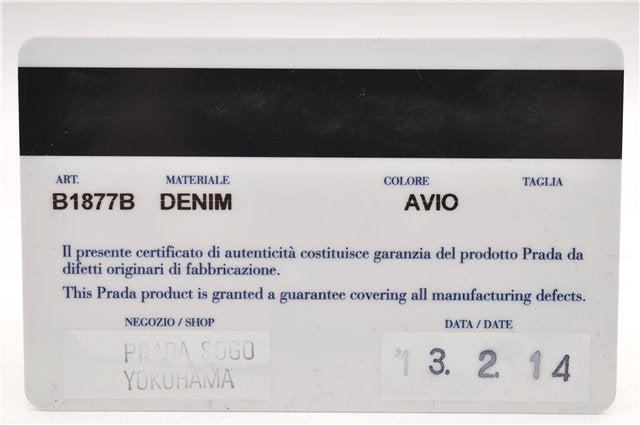 ART. MATERIALE COLORE TAGLIA
B1877B DENIM AVIO
Il presente certificato di autenticità costituisce garanzia del prodotto Prada da
difetti originari di fabbricazione.
This Prada product is granted a guarantee covering all manufacturing defects.
NEGOZIO / SHOP DATA / DATE
PRADA SOGO
YOKOHAMA
'13. 2. 14